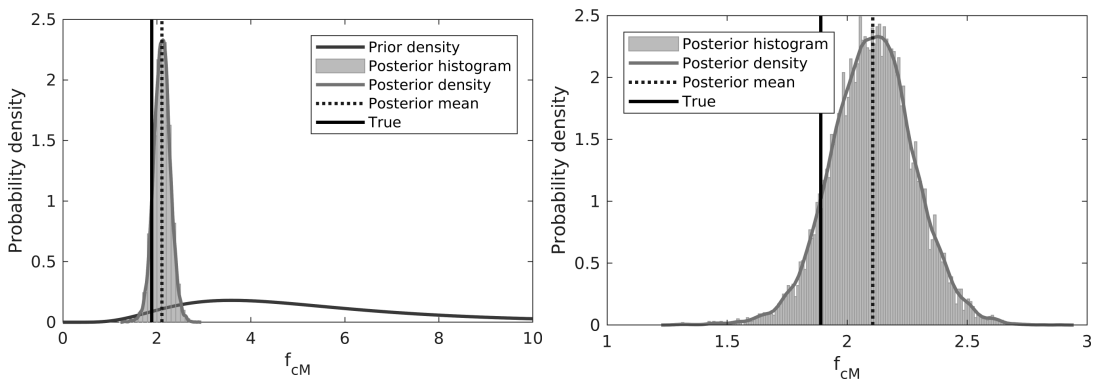 2.5
2
1.5
1
0.5
0
Probability density
0
2
4
6
8
10
f_cM
Prior density
Posterior histogram
Posterior density
Posterior mean
True
2.5
2
1.5
1
0.5
0
Probability density
1
1.5
2
2.5
3
f_cM
Posterior histogram
Posterior density
Posterior mean
True